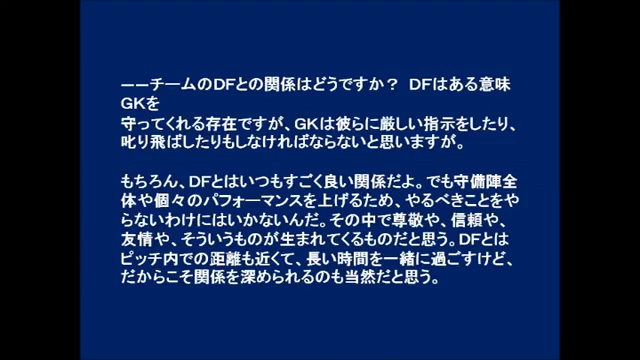 ーーチームのＤＦとの関係はどうですか？　ＤＦはある意味
ＧＫを
守ってくれる存在ですが、ＧＫは彼らに厳しい指示をしたり、
叱り飛ばしたりもしなければならないと思いますが。
もちろん、ＤＦとはいつもすごく良い関係だよ。でも守備陣全
体や個々のパフォーマンスを上げるため、やるべきことをや
らないわけにはいかないんだ。その中で尊敬や、信頼や、
友情や、そういうものが生まれてくるものだと思う。ＤＦとは
ピッチ内での距離も近くて、長い時間を一緒に過ごすけど、
だからこそ関係を深められるのも当然だと思う。